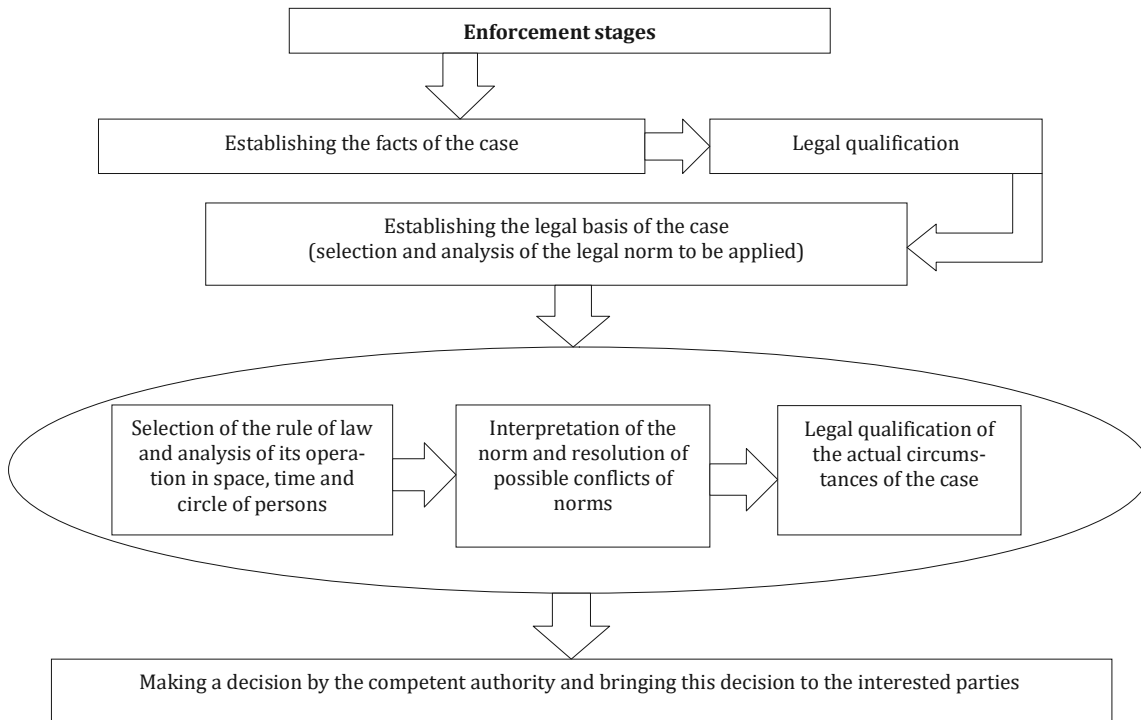 Enforcement stages
Establishing the facts of the case
Legal qualification
Establishing the legal basis of the case
(selection and analysis of the legal norm to be applied)
Selection of the rule of law
and analysis of its opera-
tion in space, time and
circle of persons
Interpretation of the
norm and resolution of
possible conflicts of
norms
Legal qualification of
the actual circums-
tances of the case
Making a decision by the competent authority and bringing this decision to the interested parties